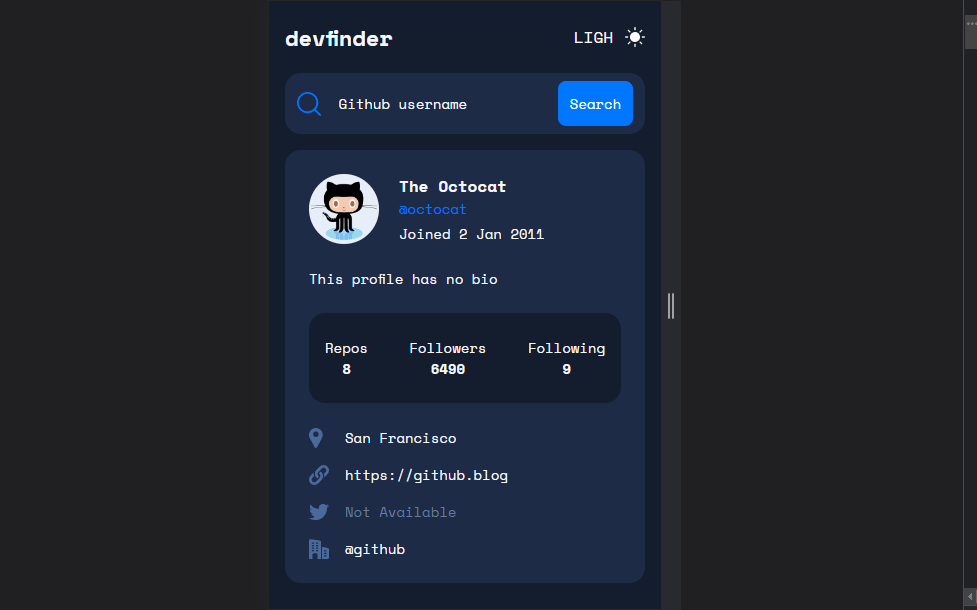 devfinder
LIGH
Github username
Search
The Octocat
@octocat
Joined 2 Jan 2011
This profile has no bio
Repos Followers Following
8 6490 9
San Francisco
https://github.blog
Not Available
@github